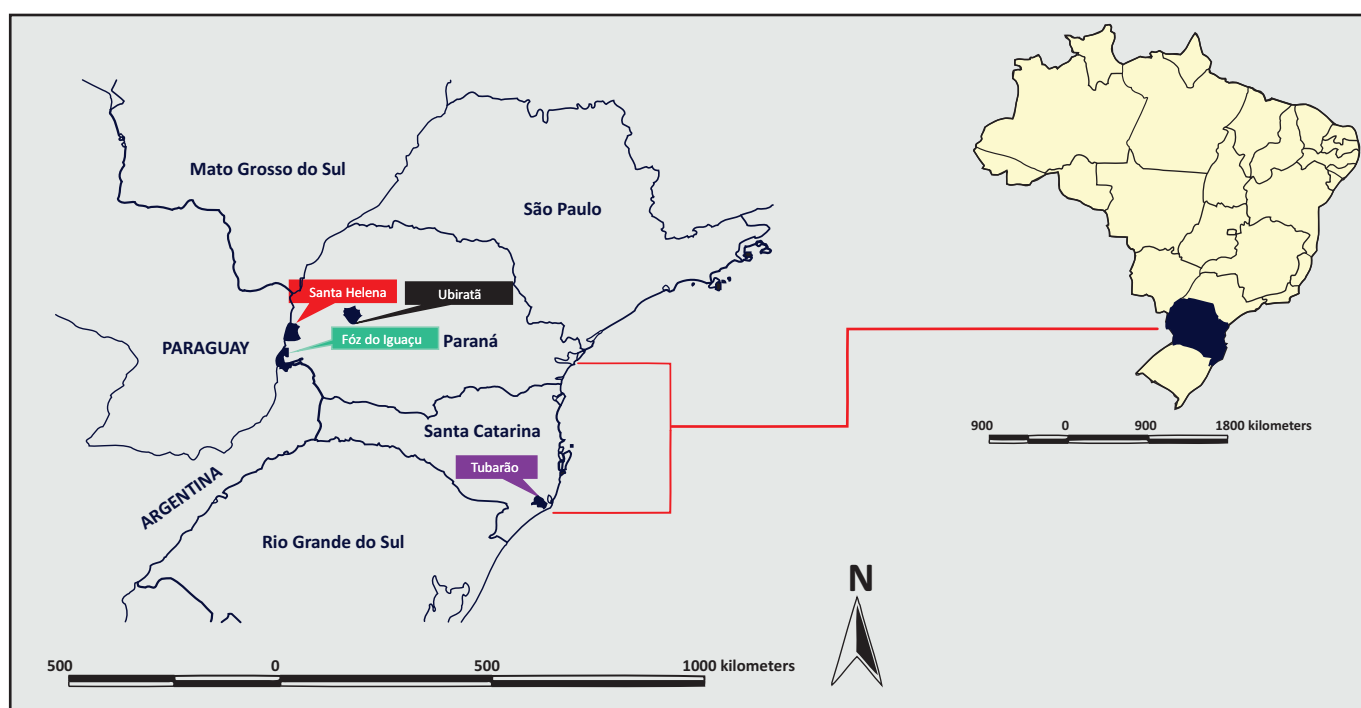 Mato Grosso do Sul
São Paulo
Santa Helena
Ubiratã
Fóz do Iguaçu
Paraná
PARAGUAY
Santa Catarina
Tubarão
ARGENTINA
Rio Grande do Sul
N
500 0 500 1000 kilometers
900 0 900 1800 kilometers